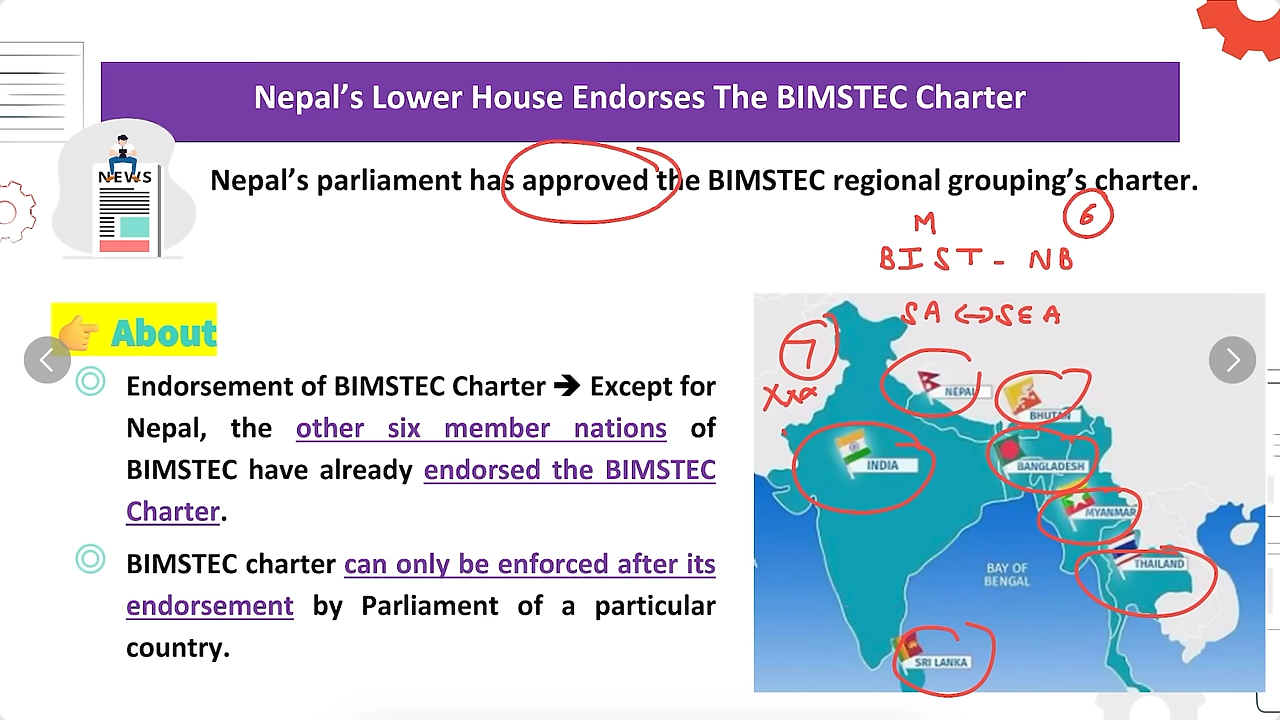 Nepal's Lower House Endorses The BIMSTEC Charter
NEWS
Nepal's parliament has approved the BIMSTEC regional grouping's charter.
M
6
BIST - NB
👉 About
SA ↔ SEA
7
NEPAL
BHUTAN
INDIA
BANGLADESH
MYANMAR
THAILAND
BAY OF
BENGAL
SRI LANKA
Endorsement of BIMSTEC Charter ➔ Except for
Nepal, the other six member nations of
BIMSTEC have already endorsed the BIMSTEC
Charter.
BIMSTEC charter can only be enforced after its
endorsement by Parliament of a particular
country.